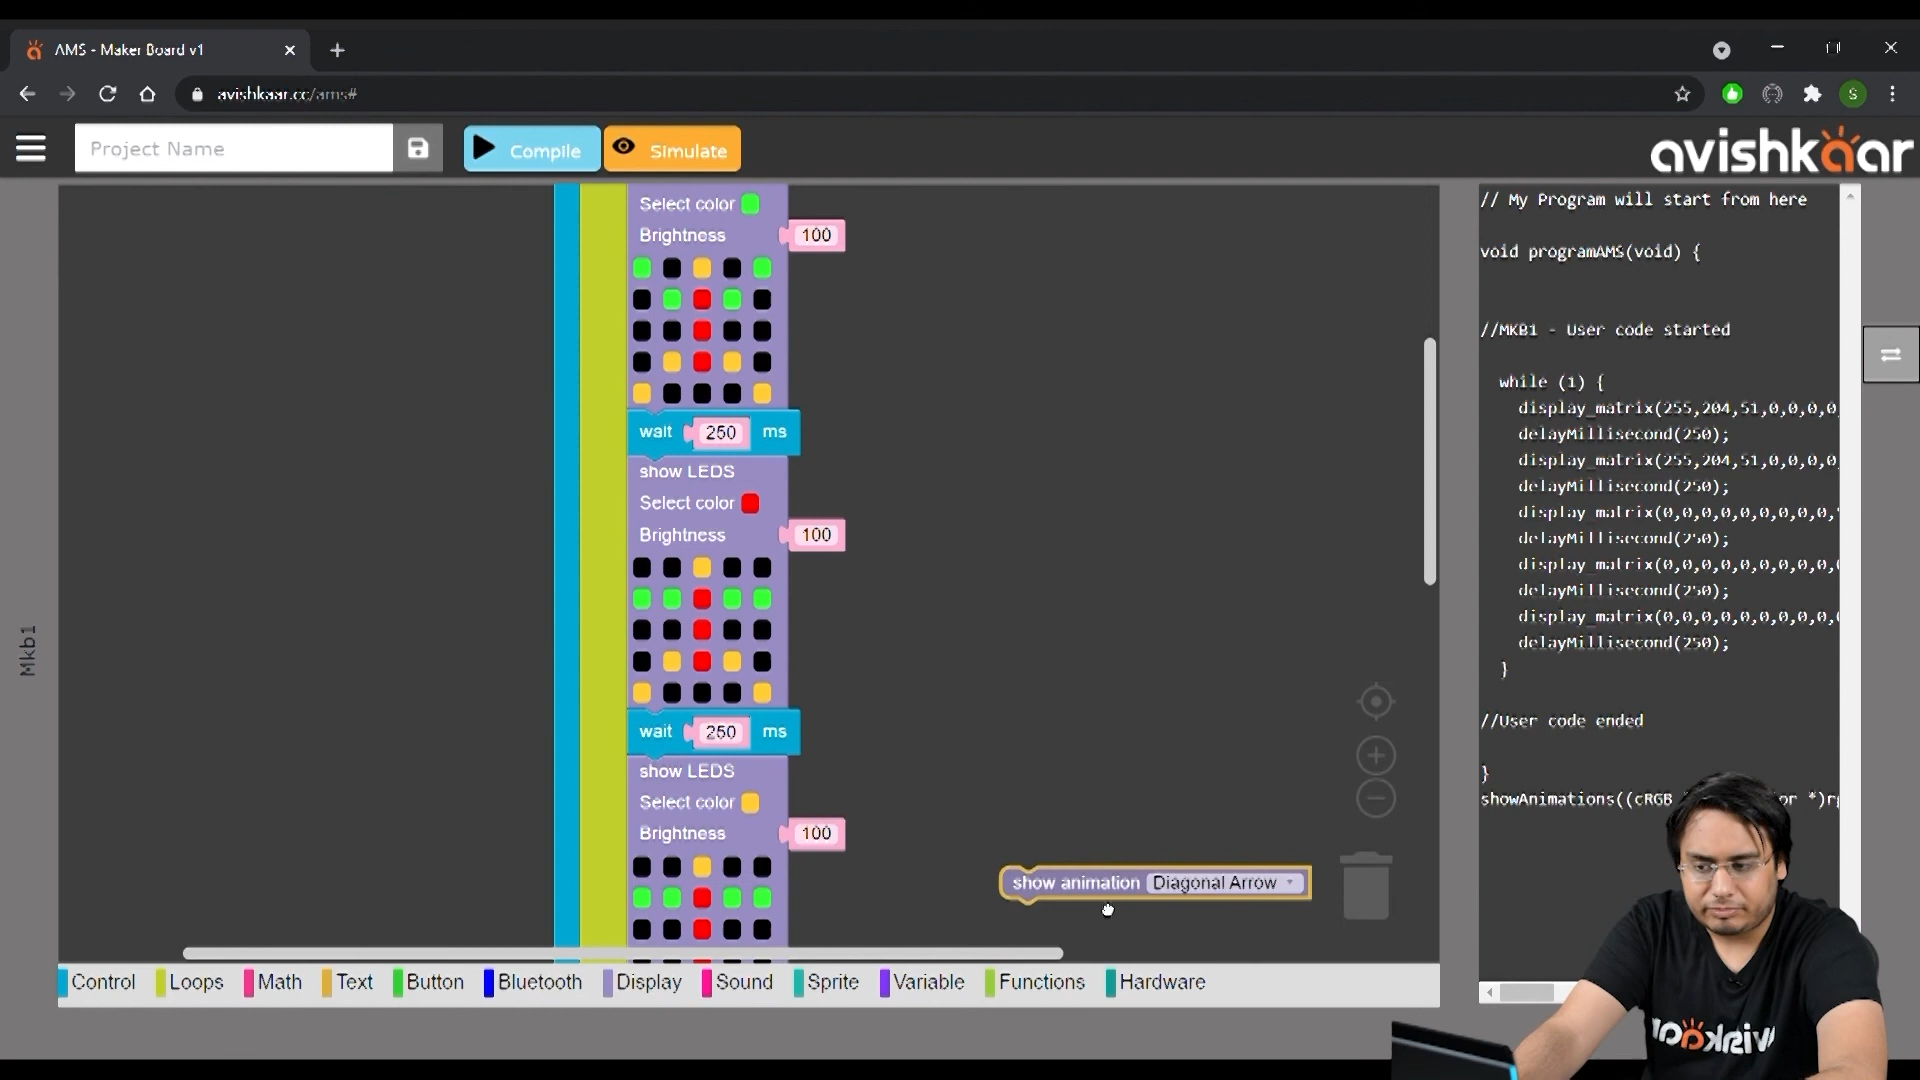 AMS - Maker Board v1
avishkaar.cc/ams#
S
Project Name
Compile
Simulate
avishkaar
Select color
Brightness 100
wait 250 ms
show LEDS
Select color
Brightness 100
wait 250 ms
show LEDS
Select color
Brightness 100
show animation Diagonal Arrow
Mkb1
Control Loops Math Text Button Bluetooth Display Sound Sprite Variable Functions Hardware
// My Program will start from here
void programAMS(void) {
//MKB1 - User code started
while (1) {
display_matrix(255,204,51,0,0,0,0,
delayMillisecond(250);
display_matrix(255,204,51,0,0,0,0,
delayMillisecond(250);
display_matrix(0,0,0,0,0,0,0,0,0,
delayMillisecond(250);
display_matrix(0,0,0,0,0,0,0,0,0,
delayMillisecond(250);
display_matrix(0,0,0,0,0,0,0,0,0,
delayMillisecond(250);
}
//User code ended
}
showAnimations((cRGB